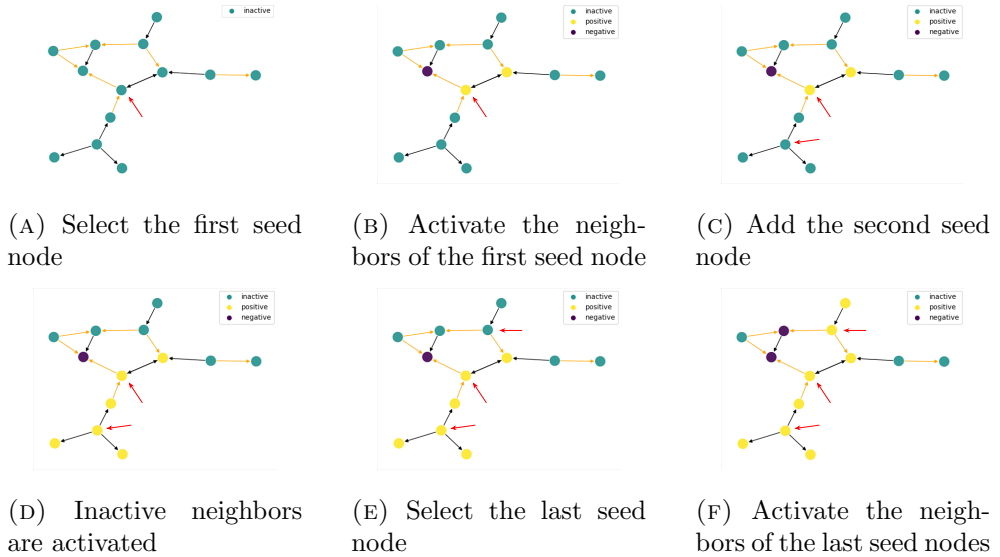 inactive
inactive
positive
negative
inactive
positive
negative
(A) Select the first seed
node
(B) Activate the neigh-
bors of the first seed node
(C) Add the second seed
node
inactive
positive
negative
inactive
positive
negative
inactive
positive
negative
(D) Inactive neighbors
are activated
(E) Select the last seed
node
(F) Activate the neigh-
bors of the last seed nodes